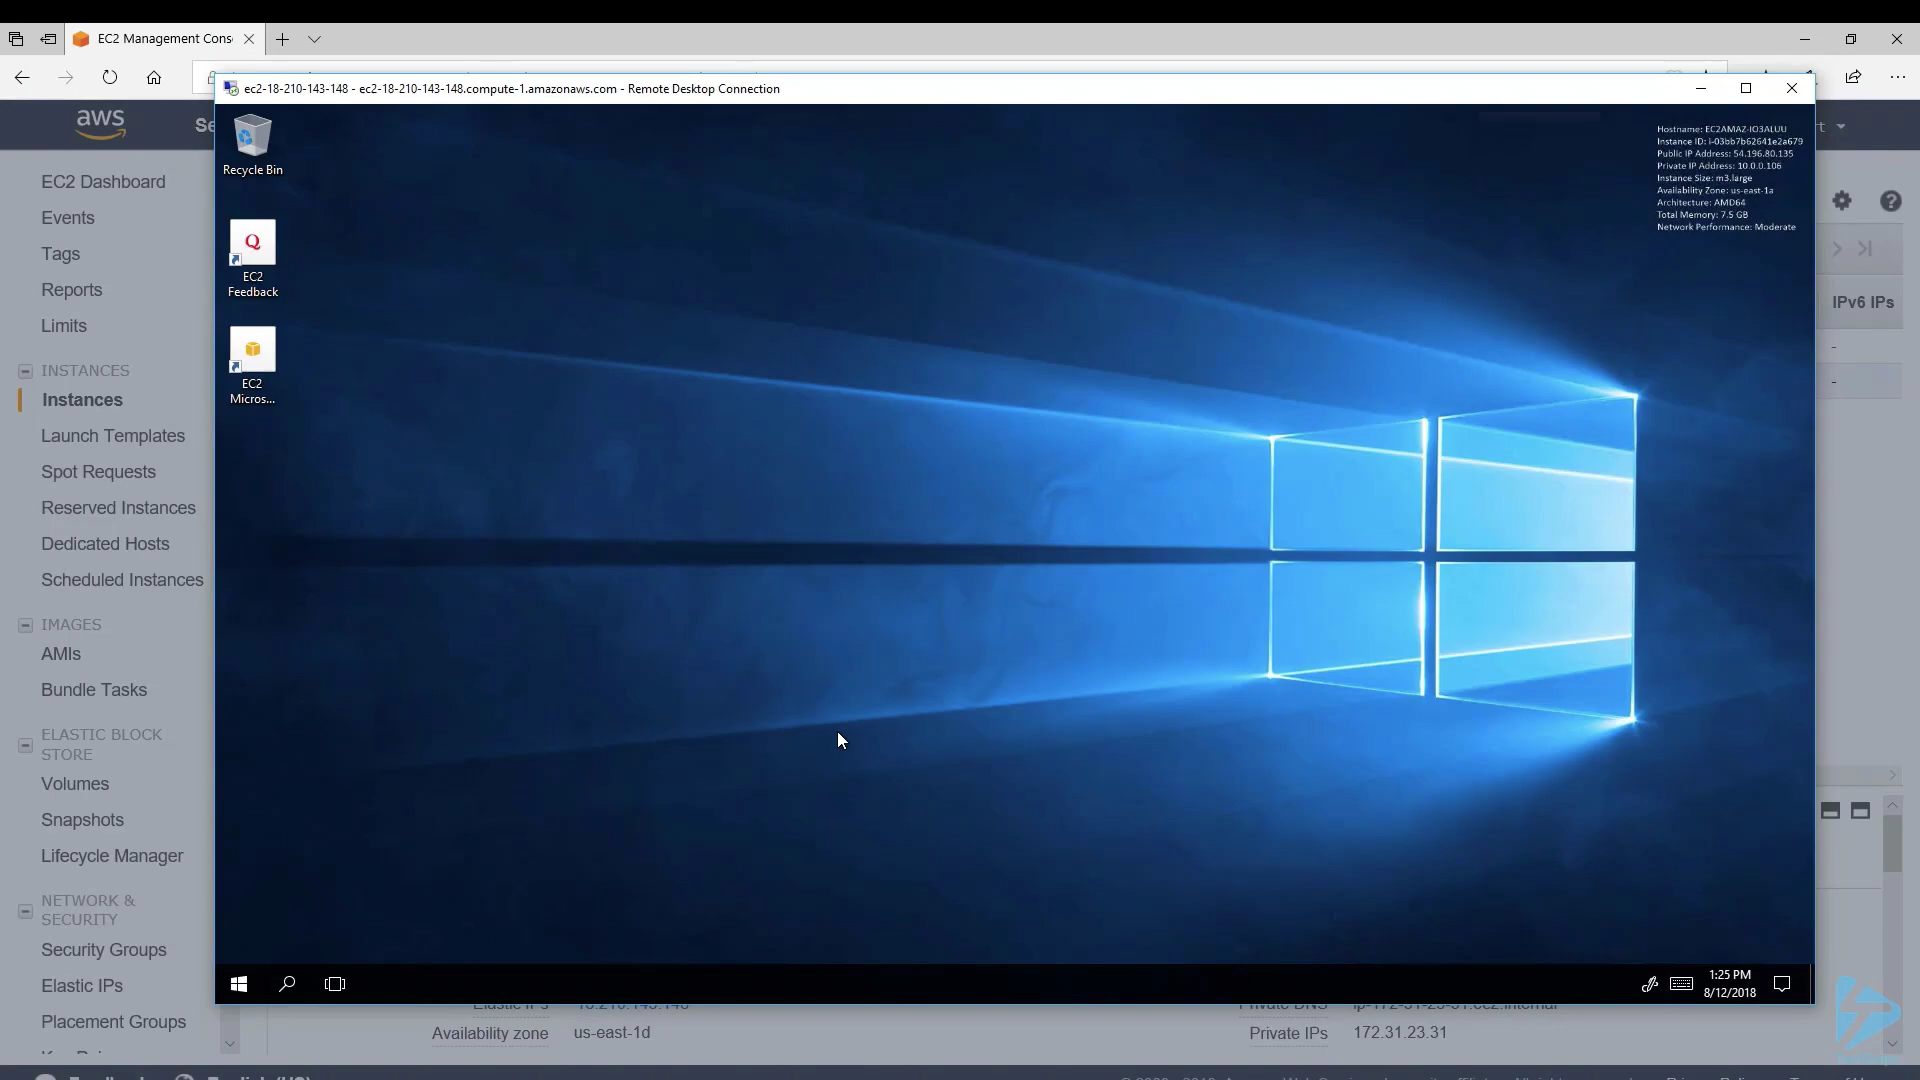 EC2 Management Cons
ec2-18-210-143-148 - ec2-18-210-143-148.compute-1.amazonaws.com - Remote Desktop Connection
aws
Se
EC2 Dashboard
Events
Tags
Reports
Limits
INSTANCES
Instances
Launch Templates
Spot Requests
Reserved Instances
Dedicated Hosts
Scheduled Instances
IMAGES
AMIs
Bundle Tasks
ELASTIC BLOCK
STORE
Volumes
Snapshots
Lifecycle Manager
NETWORK &
SECURITY
Security Groups
Elastic IPs
Placement Groups
Recycle Bin
EC2
Feedback
EC2
Micros...
Hostname: EC2AMAZ-IO3ALUU
Instance ID: i-03bb7b62641e2a679
Public IP Address: 54.196.80.135
Private IP Address: 10.0.0.106
Instance Size: m3.large
Availability Zone: us-east-1a
Architecture: AMD64
Total Memory: 7.5 GB
Network Performance: Moderate
IPv6 IPs
-
-
1:25 PM
8/12/2018
Availability zone us-east-1d
Private IPs 172.31.23.31